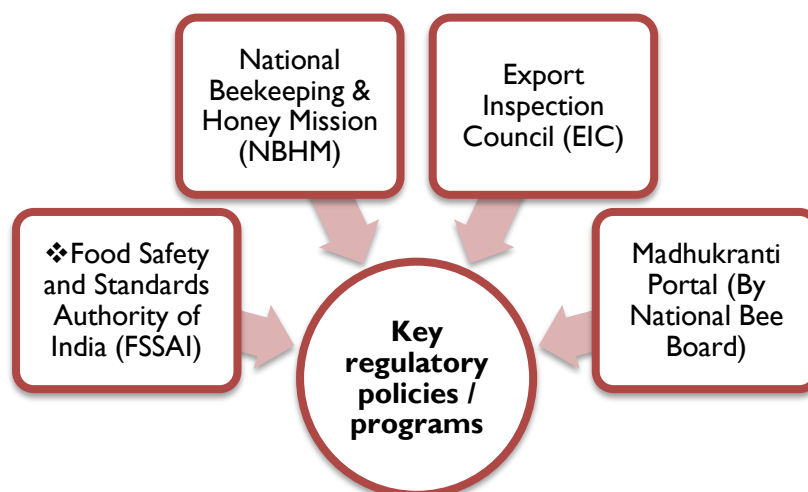 National
Beekeeping &
Honey Mission
(NBHM)
Export
Inspection
Council (EIC)
❖Food Safety
and Standards
Authority of
India (FSSAI)
Madhukranti
Portal (By
National Bee
Board)
Key
regulatory
policies /
programs